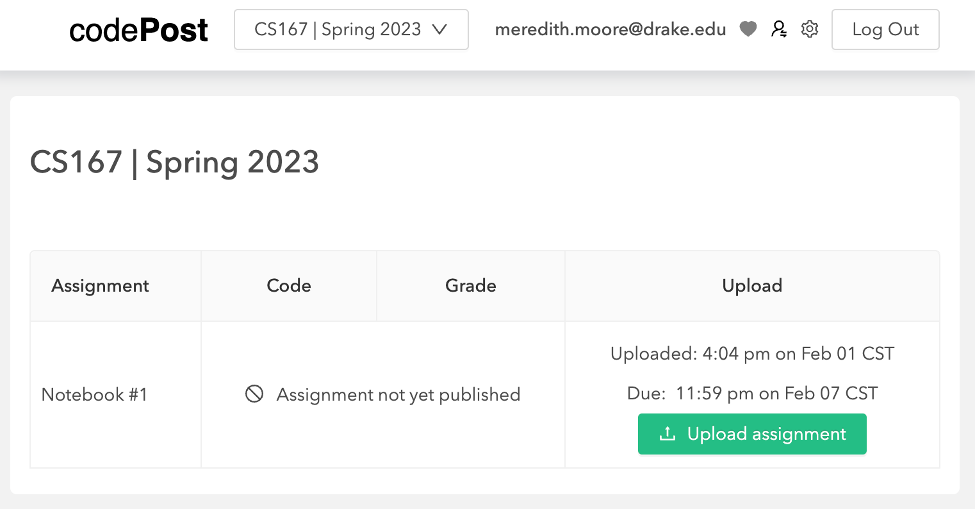 codePost CS167 | Spring 2023 meredith.moore@drake.edu Log Out
CS167 | Spring 2023
Assignment Code Grade Upload
Uploaded: 4:04 pm on Feb 01 CST
Notebook #1 Assignment not yet published Due: 11:59 pm on Feb 07 CST
Upload assignment